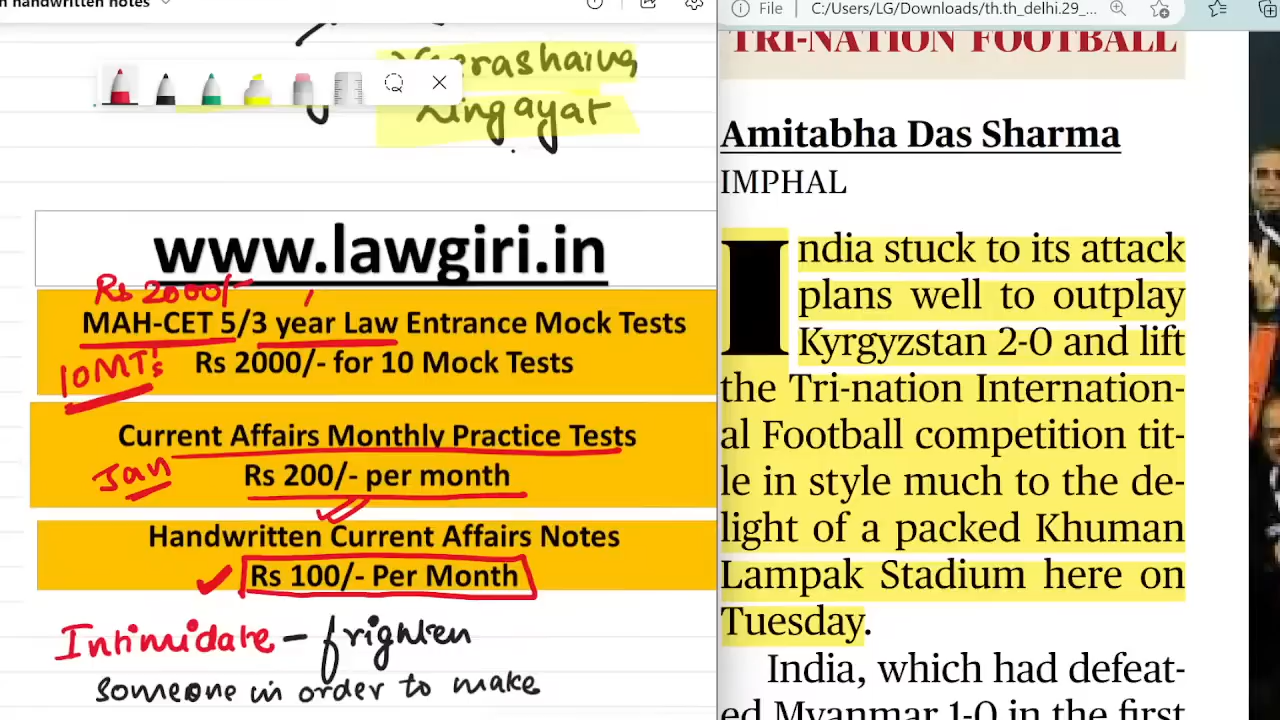 handwritten notes
Veerashaiva,
Lingayat
www.lawgiri.in
Rs 2000/-
MAH-CET 5/3 year Law Entrance Mock Tests
10MT's
Rs 2000/- for 10 Mock Tests
Current Affairs Monthly Practice Tests
Jan
Rs 200/- per month
Handwritten Current Affairs Notes
Rs 100/- Per Month
Intimidate - frighten
someone in order to make
File
C:/Users/LG/Downloads/th.th_delhi.29_...
TRI-NATION FOOTBALL
Amitabha Das Sharma
IMPHAL
India stuck to its attack
plans well to outplay
Kyrgyzstan 2-0 and lift
the Tri-nation Internation-
al Football competition tit-
le in style much to the de-
light of a packed Khuman
Lampak Stadium here on
Tuesday.
India, which had defeat-
ed Myanmar 1-0 in the first